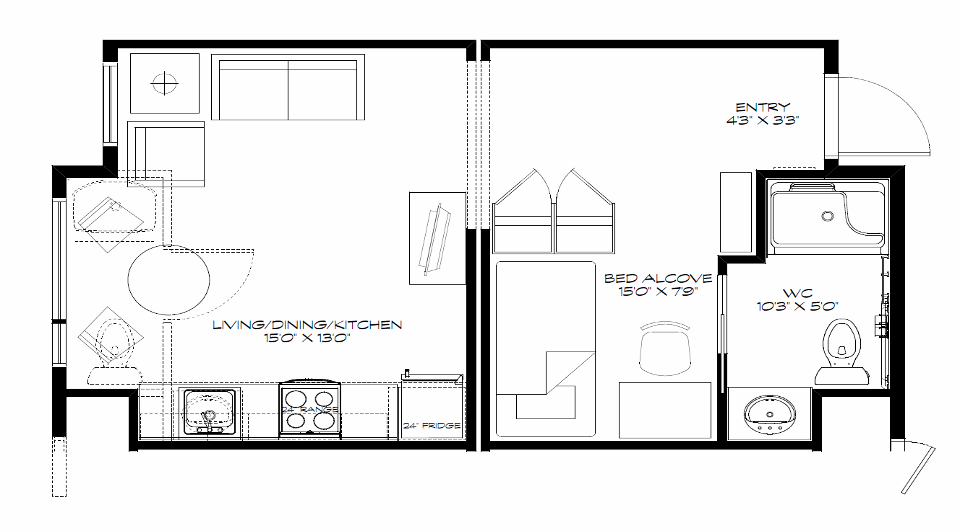 ENTRY
4'3" X 3'3"
BED ALCOVE
15'0" X 7'9"
WC
10'3" X 5'0"
LIVING/DINING/KITCHEN
15'0" X 13'0"
24" RANGE
24" FRIDGE